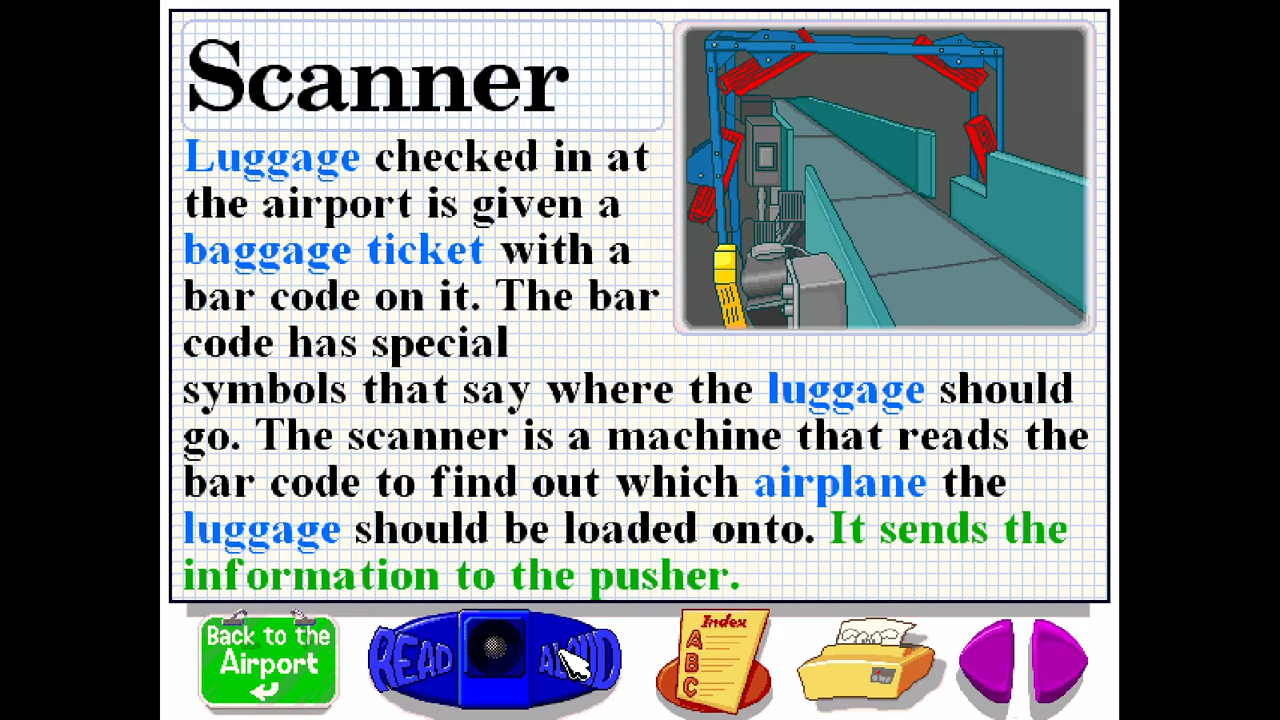 Scanner
Luggage checked in at
the airport is given a
baggage ticket with a
bar code on it. The bar
code has special
symbols that say where the luggage should
go. The scanner is a machine that reads the
bar code to find out which airplane the
luggage should be loaded onto. It sends the
information to the pusher.
Back to the
Airport
READ ALOUD
Index
A
B
C